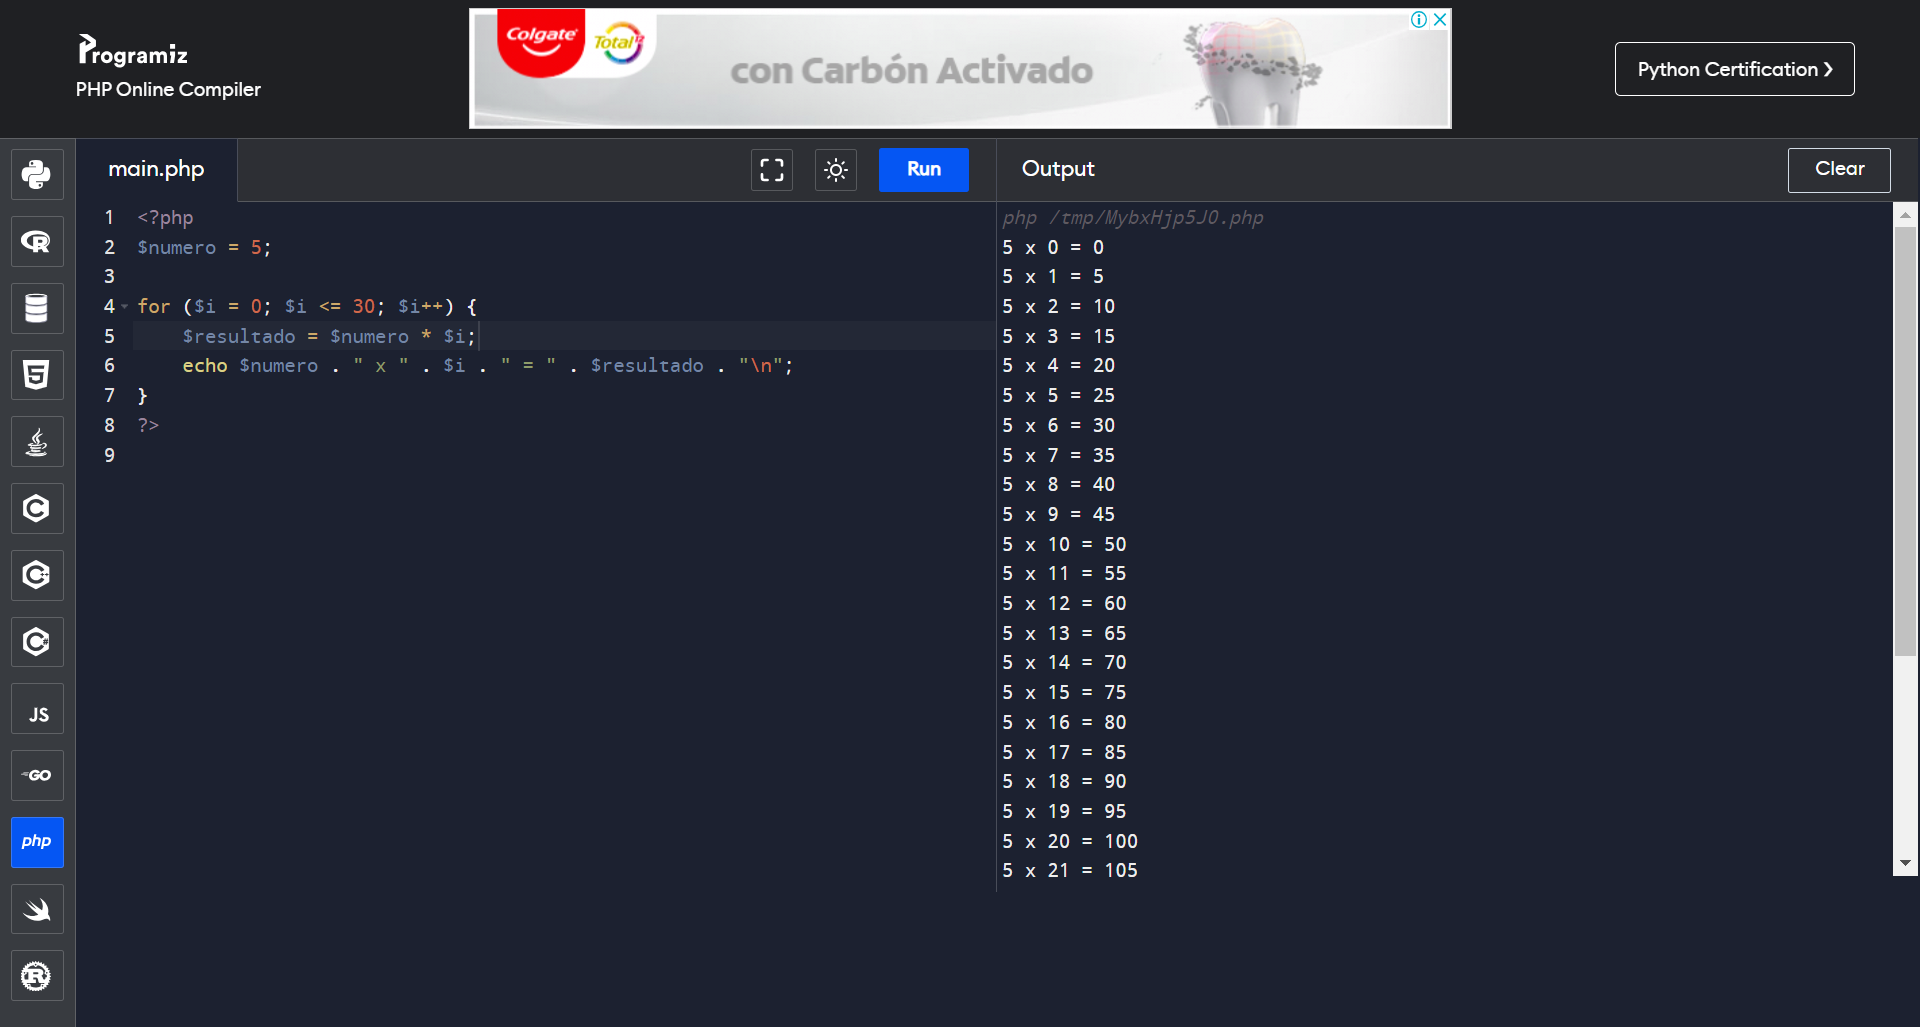 Programiz
PHP Online Compiler
Colgate Total 12
con Carbón Activado
Python Certification ❯
main.php
Run
Output
Clear
1 <?php
2 $numero = 5;
3
4 for ($i = 0; $i <= 30; $i++) {
5     $resultado = $numero * $i;
6     echo $numero . " x " . $i . " = " . $resultado . "\n";
7 }
8 ?>
9
php /tmp/MybxHjp5JO.php
5 x 0 = 0
5 x 1 = 5
5 x 2 = 10
5 x 3 = 15
5 x 4 = 20
5 x 5 = 25
5 x 6 = 30
5 x 7 = 35
5 x 8 = 40
5 x 9 = 45
5 x 10 = 50
5 x 11 = 55
5 x 12 = 60
5 x 13 = 65
5 x 14 = 70
5 x 15 = 75
5 x 16 = 80
5 x 17 = 85
5 x 18 = 90
5 x 19 = 95
5 x 20 = 100
5 x 21 = 105
R
5
C
C++
C#
JS
GO
php
R